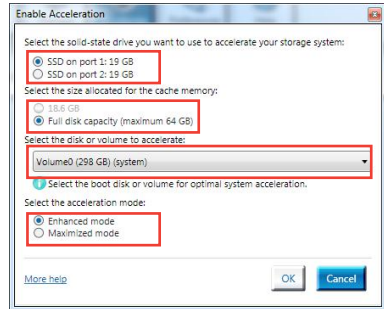 Enable Acceleration
Select the solid-state drive you want to use to accelerate your storage system:
SSD on port 1: 19 GB
SSD on port 2: 19 GB
Select the size allocated for the cache memory:
18.6 GB
Full disk capacity (maximum 64 GB)
Select the disk or volume to accelerate:
Volume0 (298 GB) (system)
Select the boot disk or volume for optimal system acceleration.
Select the acceleration mode:
Enhanced mode
Maximized mode
More help
OK
Cancel